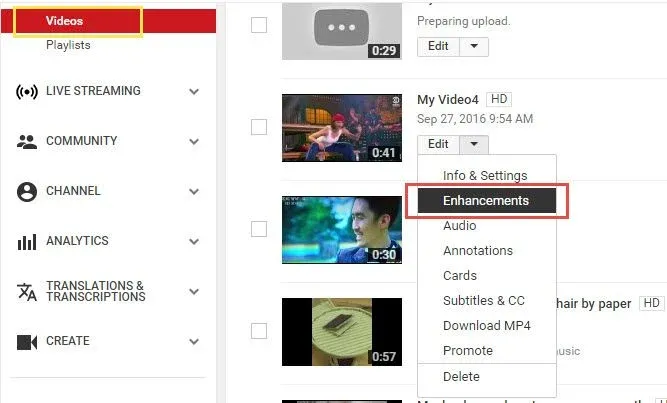 Videos
Playlists
LIVE STREAMING
COMMUNITY
CHANNEL
ANALYTICS
TRANSLATIONS &
TRANSCRIPTIONS
CREATE
Preparing upload.
0:29
Edit
My Video4 HD
Sep 27, 2016 9:54 AM
0:41
Edit
Info & Settings
Enhancements
Audio
Annotations
Cards
Subtitles & CC
Download MP4
Promote
Delete
0:30
hair by paper HD
music
0:57